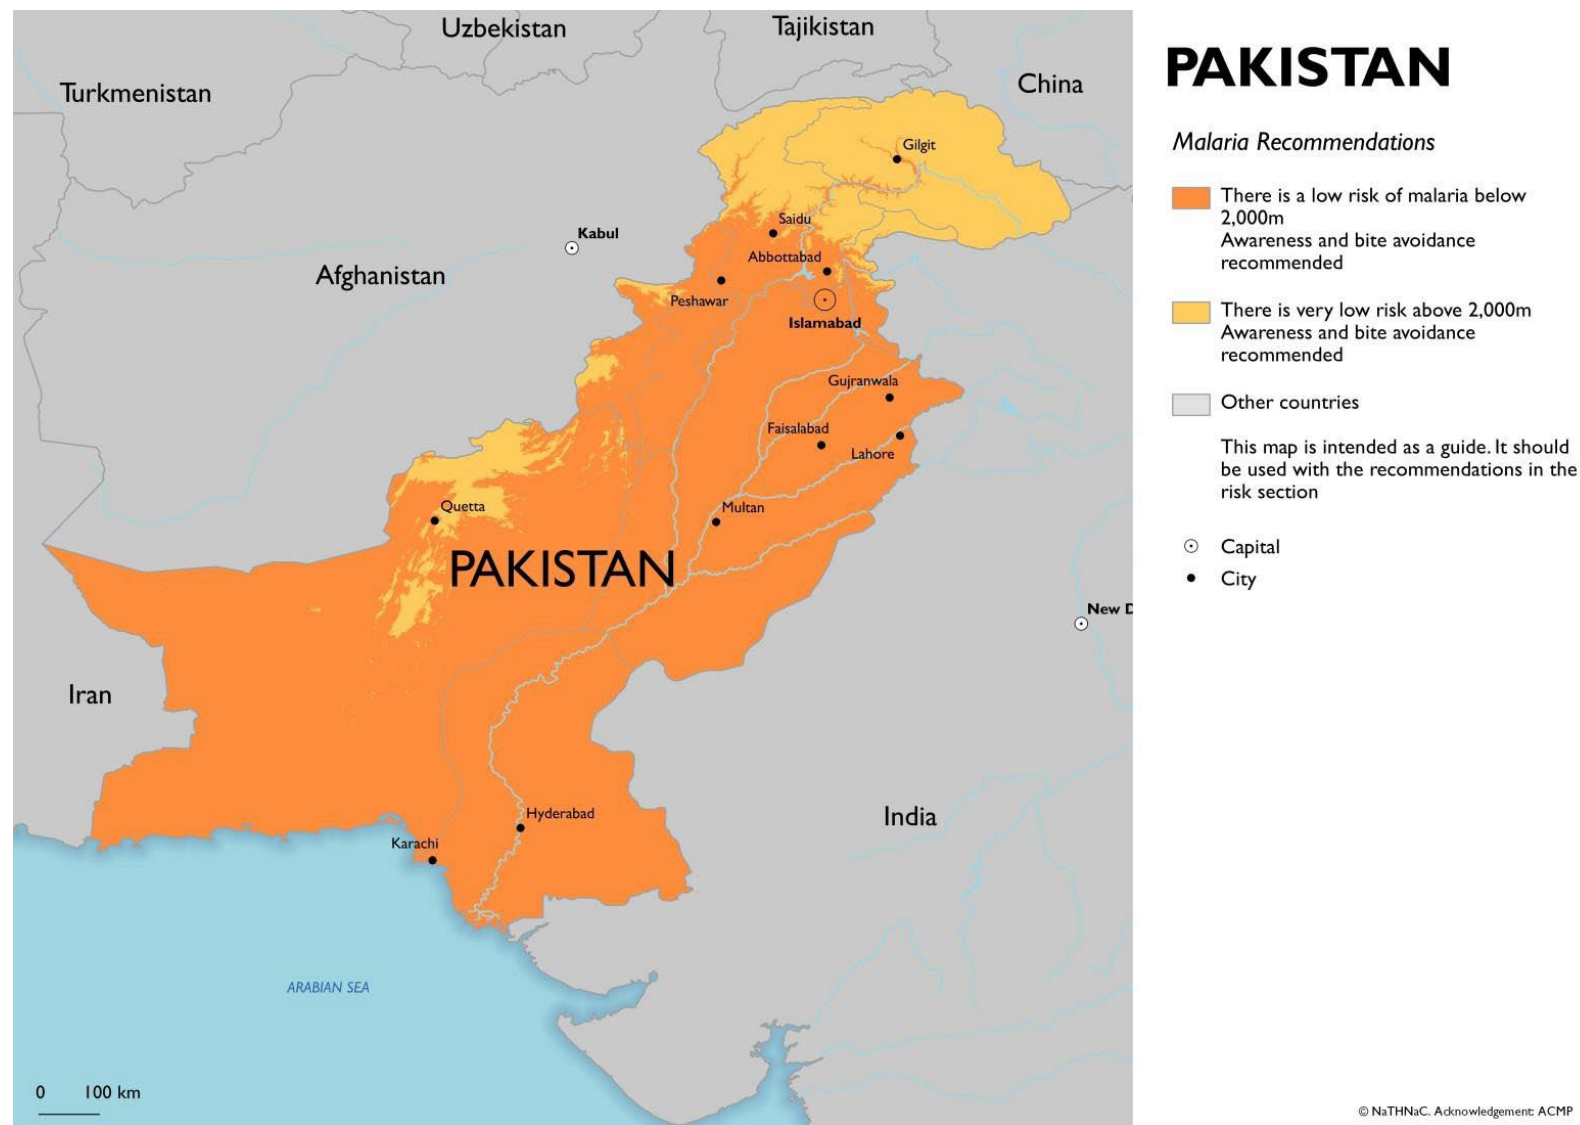 Uzbekistan
Tajikistan
Turkmenistan
China
Gilgit
Saidu
Kabul
Abbottabad
Afghanistan
Peshawar
Islamabad
Gujranwala
Faisalabad
Lahore
Quetta
Multan
PAKISTAN
New D
Iran
Hyderabad
India
Karachi
ARABIAN SEA
0 100 km
PAKISTAN
Malaria Recommendations
There is a low risk of malaria below
2,000m
Awareness and bite avoidance
recommended
There is very low risk above 2,000m
Awareness and bite avoidance
recommended
Other countries
This map is intended as a guide. It should
be used with the recommendations in the
risk section
Capital
City
© NaTHNaC. Acknowledgement: ACMP